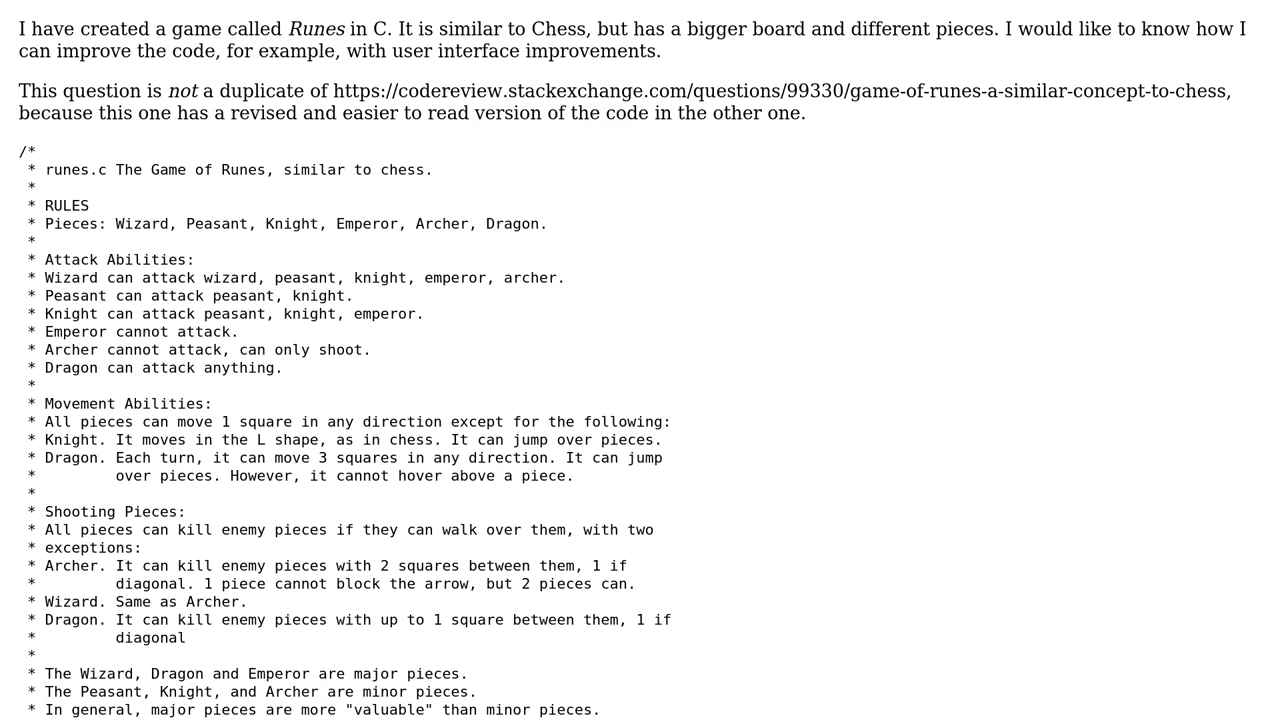 I have created a game called Runes in C. It is similar to Chess, but has a bigger board and different pieces. I would like to know how I
can improve the code, for example, with user interface improvements.
This question is not a duplicate of https://codereview.stackexchange.com/questions/99330/game-of-runes-a-similar-concept-to-chess,
because this one has a revised and easier to read version of the code in the other one.
/*
 * runes.c The Game of Runes, similar to chess.
 *
 * RULES
 * Pieces: Wizard, Peasant, Knight, Emperor, Archer, Dragon.
 *
 * Attack Abilities:
 * Wizard can attack wizard, peasant, knight, emperor, archer.
 * Peasant can attack peasant, knight.
 * Knight can attack peasant, knight, emperor.
 * Emperor cannot attack.
 * Archer cannot attack, can only shoot.
 * Dragon can attack anything.
 *
 * Movement Abilities:
 * All pieces can move 1 square in any direction except for the following:
 * Knight. It moves in the L shape, as in chess. It can jump over pieces.
 * Dragon. Each turn, it can move 3 squares in any direction. It can jump
 *         over pieces. However, it cannot hover above a piece.
 *
 * Shooting Pieces:
 * All pieces can kill enemy pieces if they can walk over them, with two
 * exceptions:
 * Archer. It can kill enemy pieces with 2 squares between them, 1 if
 *         diagonal. 1 piece cannot block the arrow, but 2 pieces can.
 * Wizard. Same as Archer.
 * Dragon. It can kill enemy pieces with up to 1 square between them, 1 if
 *         diagonal
 *
 * The Wizard, Dragon and Emperor are major pieces.
 * The Peasant, Knight, and Archer are minor pieces.
 * In general, major pieces are more "valuable" than minor pieces.